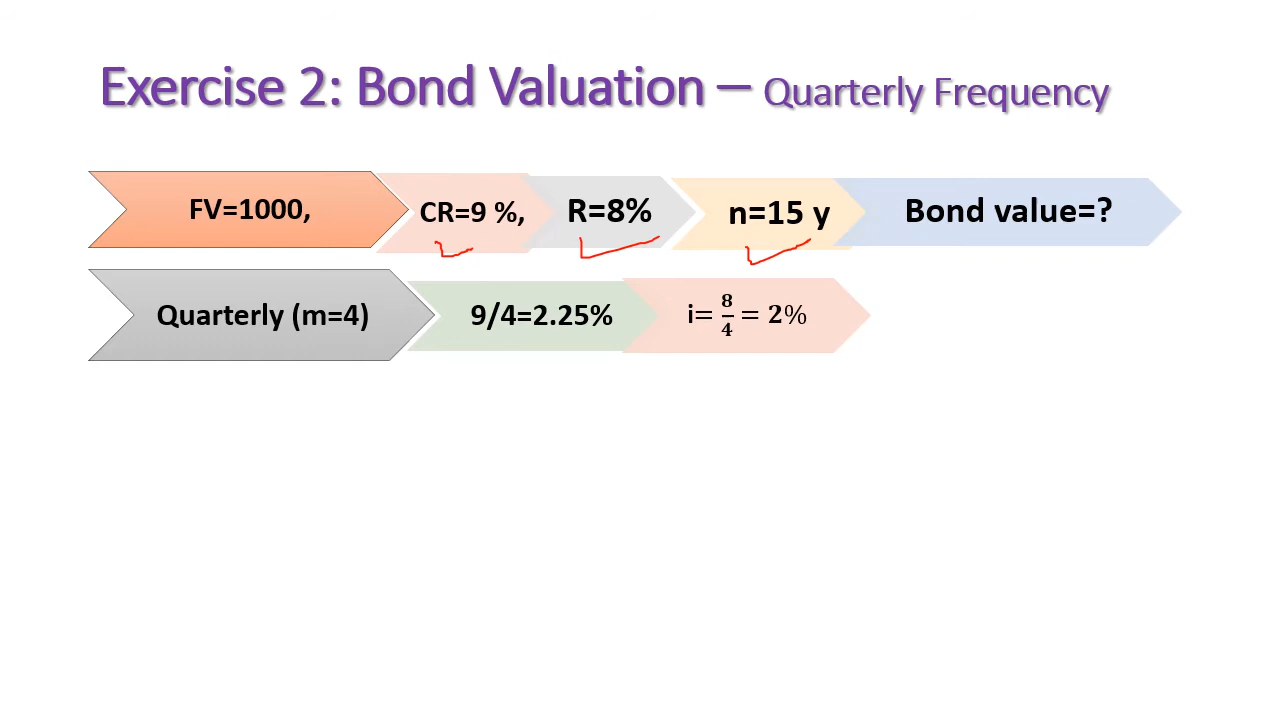 Exercise 2: Bond Valuation – Quarterly Frequency
FV=1000, CR=9 %, R=8% n=15 y Bond value=?
Quarterly (m=4) 9/4=2.25% i= 8/4 = 2%